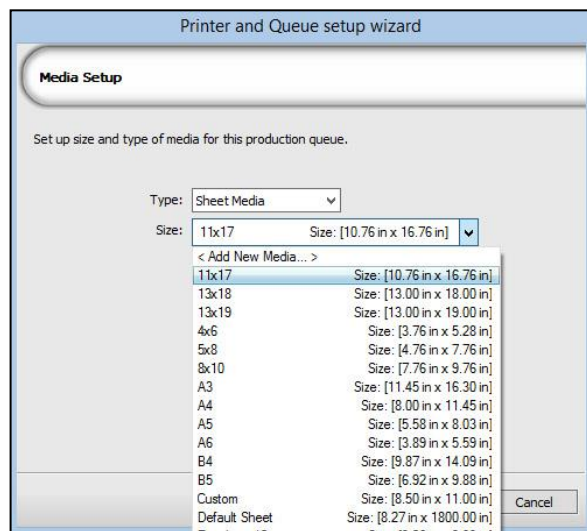 Printer and Queue setup wizard
Media Setup
Set up size and type of media for this production queue.
Type: Sheet Media
Size: 11x17 Size: [10.76 in x 16.76 in]
< Add New Media... >
11x17 Size: [10.76 in x 16.76 in]
13x18 Size: [13.00 in x 18.00 in]
13x19 Size: [13.00 in x 19.00 in]
4x6 Size: [3.76 in x 5.28 in]
5x8 Size: [4.76 in x 7.76 in]
8x10 Size: [7.76 in x 9.76 in]
A3 Size: [11.45 in x 16.30 in]
A4 Size: [8.00 in x 11.45 in]
A5 Size: [5.58 in x 8.03 in]
A6 Size: [3.89 in x 5.59 in]
B4 Size: [9.87 in x 14.09 in]
B5 Size: [6.92 in x 9.88 in]
Custom Size: [8.50 in x 11.00 in]
Cancel
Default Sheet Size: [8.27 in x 1800.00 in]